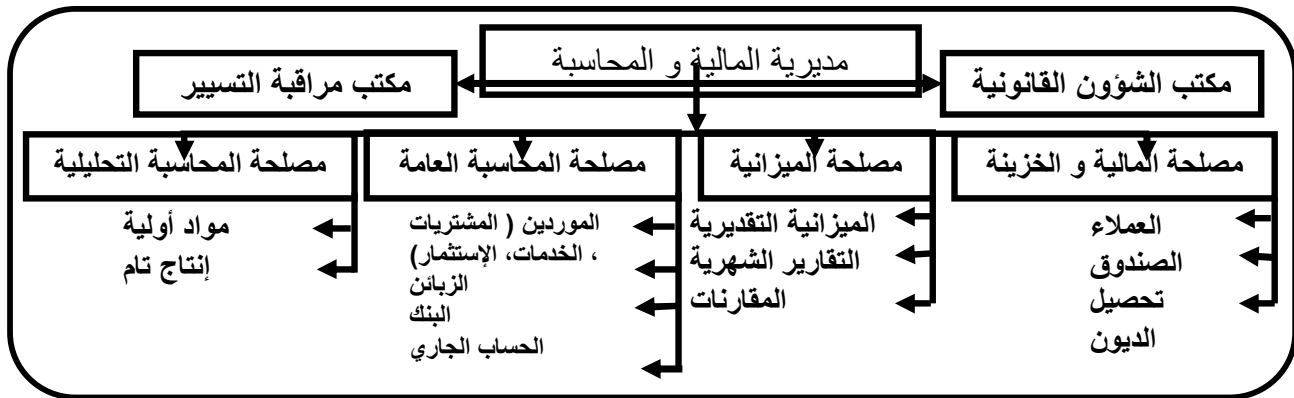 مديرية المالية و المحاسبة
مكتب الشؤون القانونية
مكتب مراقبة التسيير
مصلحة المالية و الخزينة
العملاء
الصندوق
تحصيل
الديون
مصلحة الميزانية
الميزانية التقديرية
التقارير الشهرية
المقارنات
مصلحة المحاسبة العامة
الموردين ( المشتريات
، الخدمات، الإستثمار)
الزبائن
البنك
الحساب الجاري
مصلحة المحاسبة التحليلية
مواد أولية
إنتاج تام